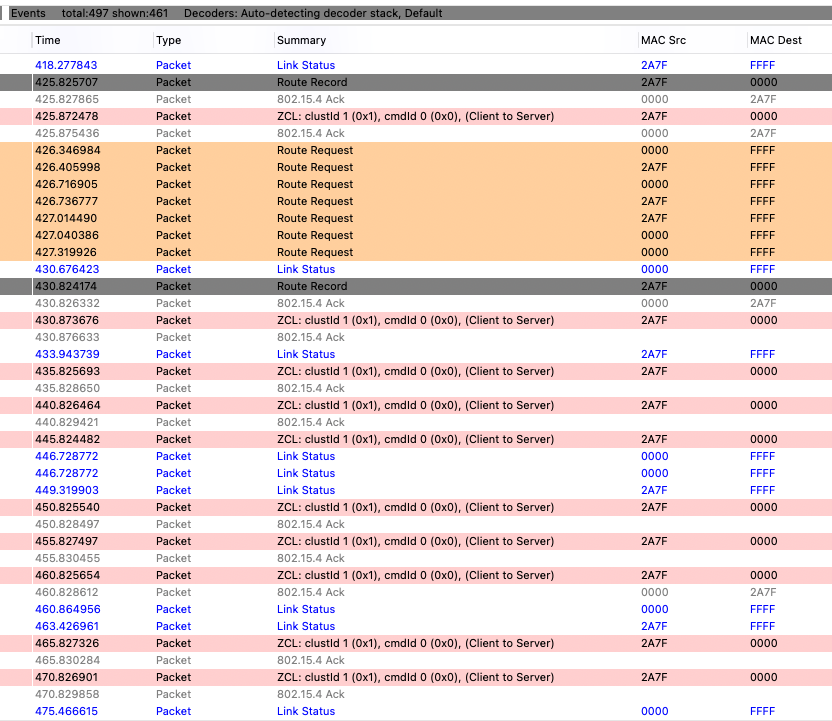 Events total:497 shown:461 Decoders: Auto-detecting decoder stack, Default
Time Type Summary MAC Src MAC Dest
418.277843 Packet Link Status 2A7F FFFF
425.825707 Packet Route Record 2A7F 0000
425.827865 Packet 802.15.4 Ack 0000 2A7F
425.872478 Packet ZCL: clustId 1 (0x1), cmdId 0 (0x0), (Client to Server) 2A7F 0000
425.875436 Packet 802.15.4 Ack 0000 2A7F
426.346984 Packet Route Request 0000 FFFF
426.405998 Packet Route Request 2A7F FFFF
426.716905 Packet Route Request 0000 FFFF
426.736777 Packet Route Request 2A7F FFFF
427.014490 Packet Route Request 2A7F FFFF
427.040386 Packet Route Request 0000 FFFF
427.319926 Packet Route Request 0000 FFFF
430.676423 Packet Link Status 0000 FFFF
430.824174 Packet Route Record 2A7F 0000
430.826332 Packet 802.15.4 Ack 0000 2A7F
430.873676 Packet ZCL: clustId 1 (0x1), cmdId 0 (0x0), (Client to Server) 2A7F 0000
430.876633 Packet 802.15.4 Ack
433.943739 Packet Link Status 2A7F FFFF
435.825693 Packet ZCL: clustId 1 (0x1), cmdId 0 (0x0), (Client to Server) 2A7F 0000
435.828650 Packet 802.15.4 Ack
440.826464 Packet ZCL: clustId 1 (0x1), cmdId 0 (0x0), (Client to Server) 2A7F 0000
440.829421 Packet 802.15.4 Ack
445.824482 Packet ZCL: clustId 1 (0x1), cmdId 0 (0x0), (Client to Server) 2A7F 0000
446.728772 Packet Link Status 0000 FFFF
446.728772 Packet Link Status 0000 FFFF
449.319903 Packet Link Status 2A7F FFFF
450.825540 Packet ZCL: clustId 1 (0x1), cmdId 0 (0x0), (Client to Server) 2A7F 0000
450.828497 Packet 802.15.4 Ack
455.827497 Packet ZCL: clustId 1 (0x1), cmdId 0 (0x0), (Client to Server) 2A7F 0000
455.830455 Packet 802.15.4 Ack
460.825654 Packet ZCL: clustId 1 (0x1), cmdId 0 (0x0), (Client to Server) 2A7F 0000
460.828612 Packet 802.15.4 Ack 0000 2A7F
460.864956 Packet Link Status 0000 FFFF
463.426961 Packet Link Status 2A7F FFFF
465.827326 Packet ZCL: clustId 1 (0x1), cmdId 0 (0x0), (Client to Server) 2A7F 0000
465.830284 Packet 802.15.4 Ack
470.826901 Packet ZCL: clustId 1 (0x1), cmdId 0 (0x0), (Client to Server) 2A7F 0000
470.829858 Packet 802.15.4 Ack
475.466615 Packet Link Status 0000 FFFF